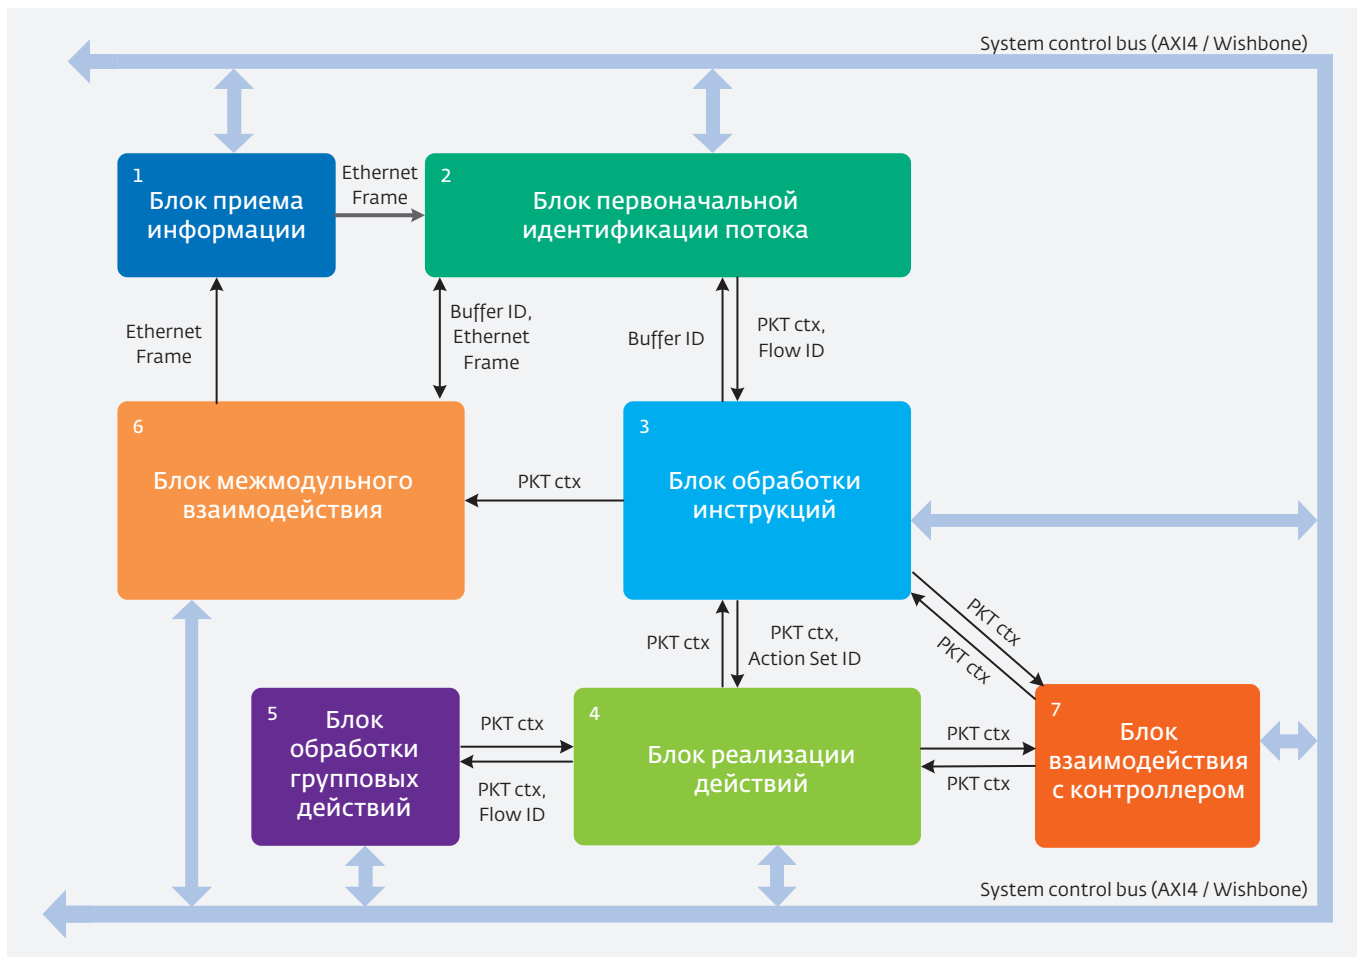 System control bus (AXI4 / Wishbone)
1
Блок приема
информации
Ethernet
Frame
2
Блок первоначальной
идентификации потока
Ethernet
Frame
Buffer ID,
Ethernet
Frame
Buffer ID
PKT ctx,
Flow ID
6
Блок межмодульного
взаимодействия
PKT ctx
3
Блок обработки
инструкций
PKT ctx
PKT ctx
PKT ctx
PKT ctx,
Action Set ID
5
Блок
обработки
групповых
действий
PKT ctx
PKT ctx,
Flow ID
4
Блок реализации
действий
PKT ctx
PKT ctx
7
Блок
взаимодействия
с контроллером
System control bus (AXI4 / Wishbone)